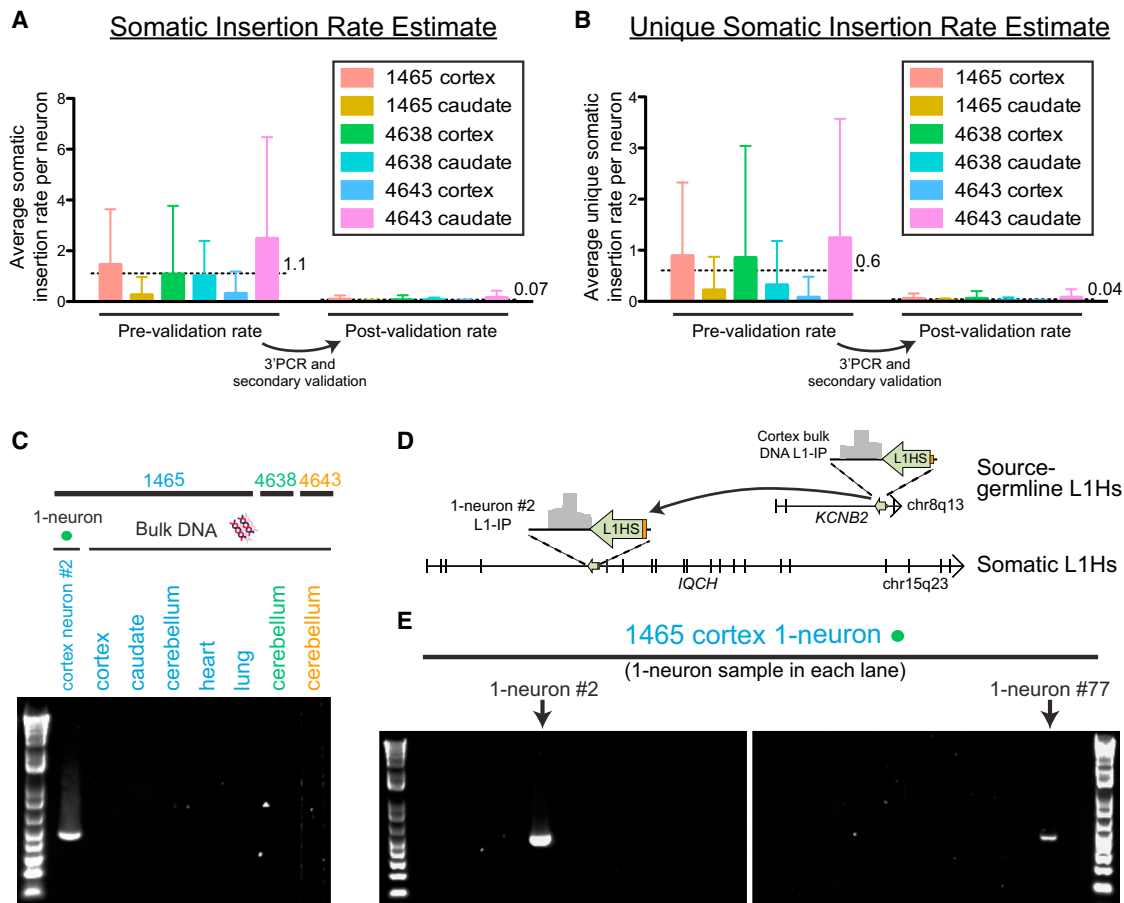 A
Somatic Insertion Rate Estimate
Average somatic
insertion rate per neuron
8
6
4
2
0
1465 cortex
1465 caudate
4638 cortex
4638 caudate
4643 cortex
4643 caudate
1.1
0.07
Pre-validation rate
Post-validation rate
3'PCR and
secondary validation
B
Unique Somatic Insertion Rate Estimate
Average unique somatic
insertion rate per neuron
4
3
2
1
0
1465 cortex
1465 caudate
4638 cortex
4638 caudate
4643 cortex
4643 caudate
0.6
0.04
Pre-validation rate
Post-validation rate
3'PCR and
secondary validation
C
1465
4638
4643
1-neuron
Bulk DNA
cortex neuron #2
cortex
caudate
cerebellum
heart
lung
cerebellum
cerebellum
D
Cortex bulk
DNA L1-IP
L1HS
Source-
germline L1Hs
KCNB2
chr8q13
1-neuron #2
L1-IP
L1HS
Somatic L1Hs
IQCH
chr15q23
E
1465 cortex 1-neuron
(1-neuron sample in each lane)
1-neuron #2
1-neuron #77